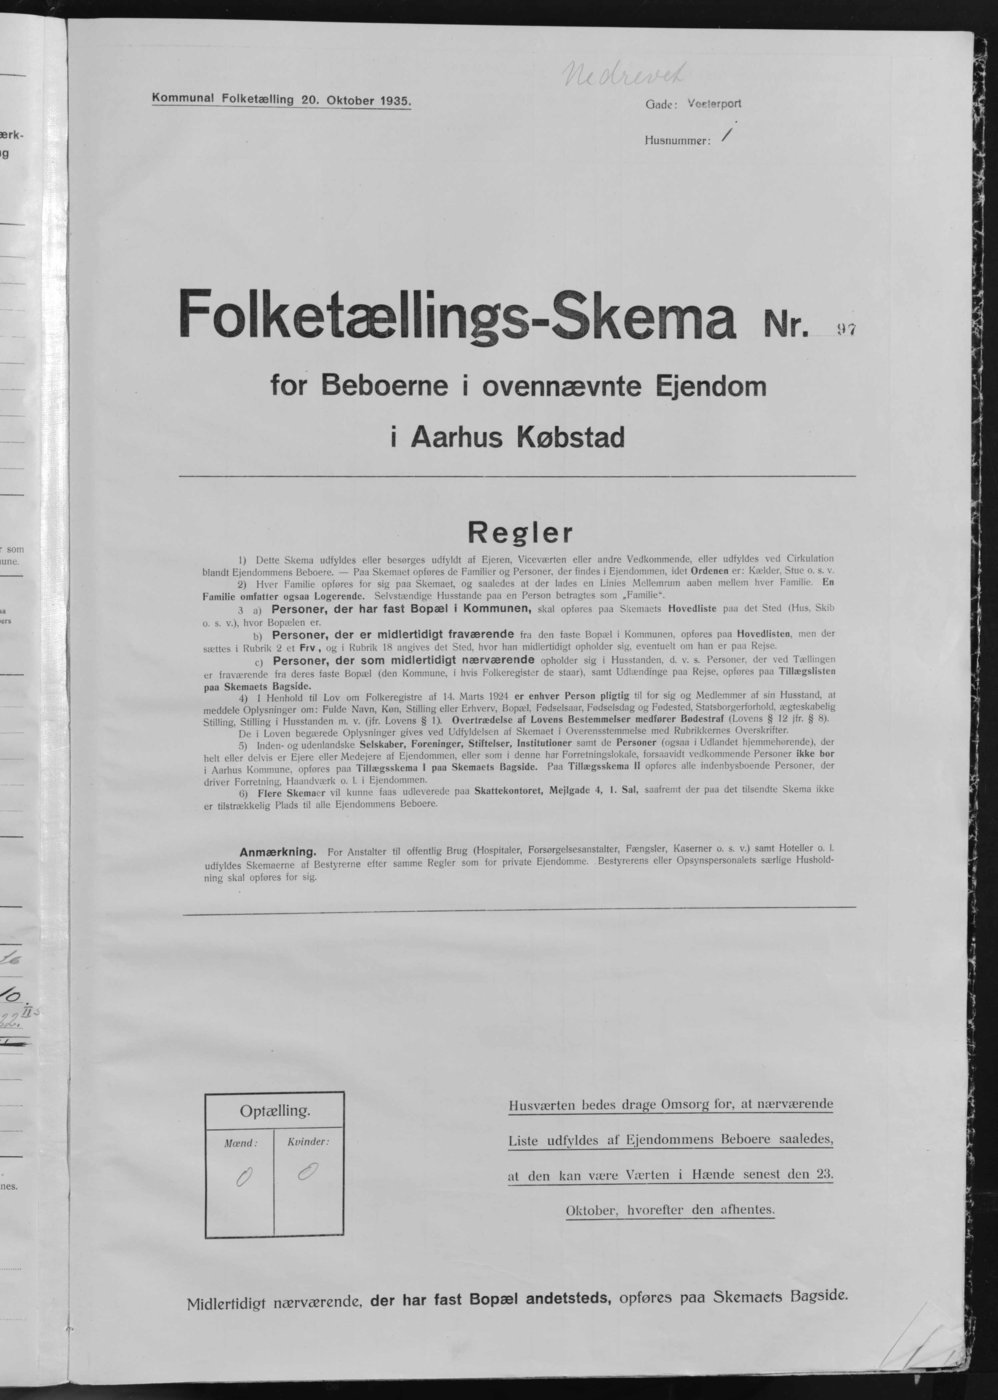 Nedrevet
Kommunal Folketælling 20. Oktober 1935.
Gade: Vesterport
Husnummer: 1
Folketællings-Skema Nr. 97
for Beboerne i ovennævnte Ejendom
i Aarhus Købstad
Regler
1) Dette Skema udfyldes eller besørges udfyldt af Ejeren, Viceværten eller andre Vedkommende, eller udfyldes ved Cirkulation
blandt Ejendommens Beboere. — Paa Skemaet opføres de Familier og Personer, der findes i Ejendommen, idet Ordenen er: Kælder, Stue o. s. v.
2) Hver Familie opføres for sig paa Skemaet, og saaledes at der lades en Linies Mellemrum aaben mellem hver Familie. En
Familie omfatter ogsaa Logerende. Selvstændige Husstande paa en Person betragtes som „Familie“.
3 a) Personer, der har fast Bopæl i Kommunen, skal opføres paa Skemaets Hovedliste paa det Sted (Hus, Skib
o. s. v.), hvor Bopælen er.
b) Personer, der er midlertidigt fraværende fra den faste Bopæl i Kommunen, opføres paa Hovedlisten, men der
sættes i Rubrik 2 et Frv., og i Rubrik 18 angives det Sted, hvor han midlertidigt opholder sig, eventuelt om han er paa Rejse.
c) Personer, der som midlertidigt nærværende opholder sig i Husstanden, d. v. s. Personer, der ved Tællingen
er fraværende fra deres faste Bopæl (den Kommune, i hvis Folkeregister de staar), samt Udlændinge paa Rejse, opføres paa Tillægslisten
paa Skemaets Bagside.
4) I Henhold til Lov om Folkeregistre af 14. Marts 1924 er enhver Person pligtig til for sig og Medlemmer af sin Husstand, at
meddele Oplysninger om: Fulde Navn, Køn, Stilling eller Erhverv, Bopæl, Fødselsaar, Fødselsdag og Fødested, Statsborgerforhold, ægteskabelig
Stilling, Stilling i Husstanden m. v. (jfr. Lovens § 1). Overtrædelse af Lovens Bestemmelser medfører Bødestraf (Lovens § 12 jfr. § 8).
De i Loven begærede Oplysninger gives ved Udfyldelsen af Skemaet i Overensstemmelse med Rubrikkernes Overskrifter.
5) Inden- og udenlandske Selskaber, Foreninger, Stiftelser, Institutioner samt de Personer (ogsaa i Udlandet hjemmehørende), der
helt eller delvis er Ejere eller Medejere af Ejendommen, eller som i denne har Forretningslokale, forsaavidt vedkommende Personer ikke bor
i Aarhus Kommune, opføres paa Tillægsskema I paa Skemaets Bagside. Paa Tillægsskema II opføres alle indenbysboende Personer, der
driver Forretning, Haandværk o. l. i Ejendommen.
6) Flere Skemaer vil kunne faas udleverede paa Skattekontoret, Mejlgade 4, 1. Sal, saafremt der paa det tilsendte Skema ikke
er tilstrækkelig Plads til alle Ejendommens Beboere.
Anmærkning. For Anstalter til offentlig Brug (Hospitaler, Forsørgelsesanstalter, Fængsler, Kaserner o. s. v.) samt Hoteller o. l.
udfyldes Skemaerne af Bestyrerne efter samme Regler som for private Ejendomme. Bestyrerens eller Opsynspersonalets særlige Hushold-
ning skal opføres for sig.
Optælling.
Mænd: Kvinder:
0 0
Husværten bedes drage Omsorg for, at nærværende
Liste udfyldes af Ejendommens Beboere saaledes,
at den kan være Værten i Hænde senest den 23.
Oktober, hvorefter den afhentes.
Midlertidigt nærværende, der har fast Bopæl andetsteds, opføres paa Skemaets Bagside.